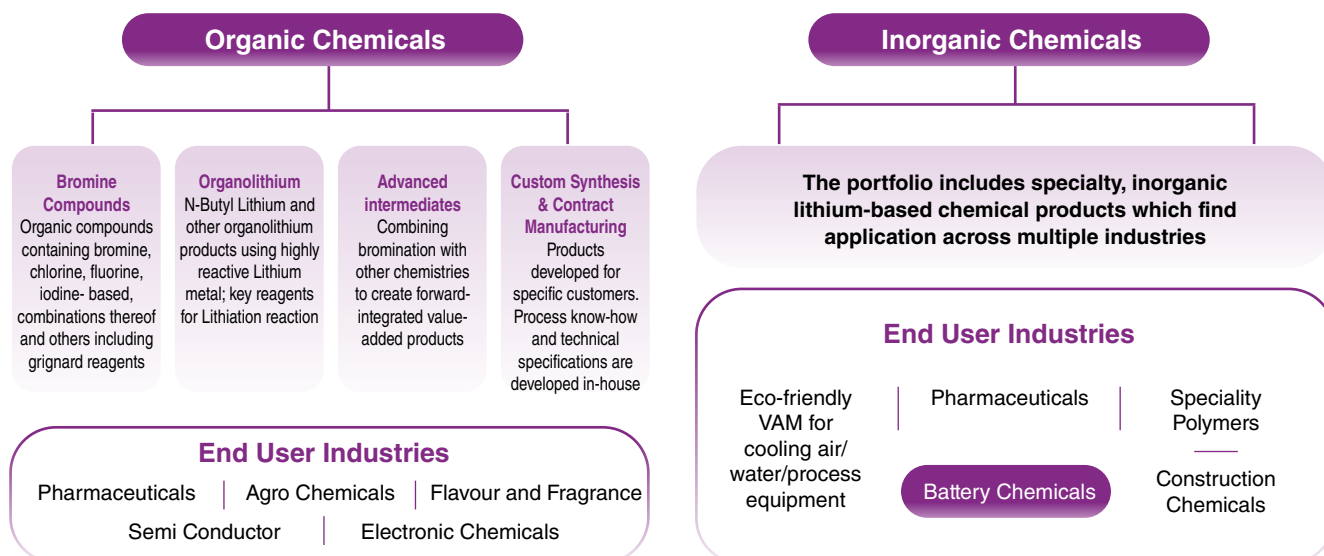 Organic Chemicals
Bromine
Compounds
Organic compounds
containing bromine,
chlorine, fluorine,
iodine- based,
combinations thereof
and others including
grignard reagents
Organolithium
N-Butyl Lithium and
other organolithium
products using highly
reactive Lithium
metal; key reagents
for Lithiation reaction
Advanced
intermediates
Combining
bromination with
other chemistries
to create forward-
integrated value-
added products
Custom Synthesis
& Contract
Manufacturing
Products
developed for
specific customers.
Process know-how
and technical
specifications are
developed in-house
End User Industries
Pharmaceuticals
Agro Chemicals
Flavour and Fragrance
Semi Conductor
Electronic Chemicals
Inorganic Chemicals
The portfolio includes specialty, inorganic
lithium-based chemical products which find
application across multiple industries
End User Industries
Eco-friendly
VAM for
cooling air/
water/process
equipment
Pharmaceuticals
Battery Chemicals
Speciality
Polymers
Construction
Chemicals